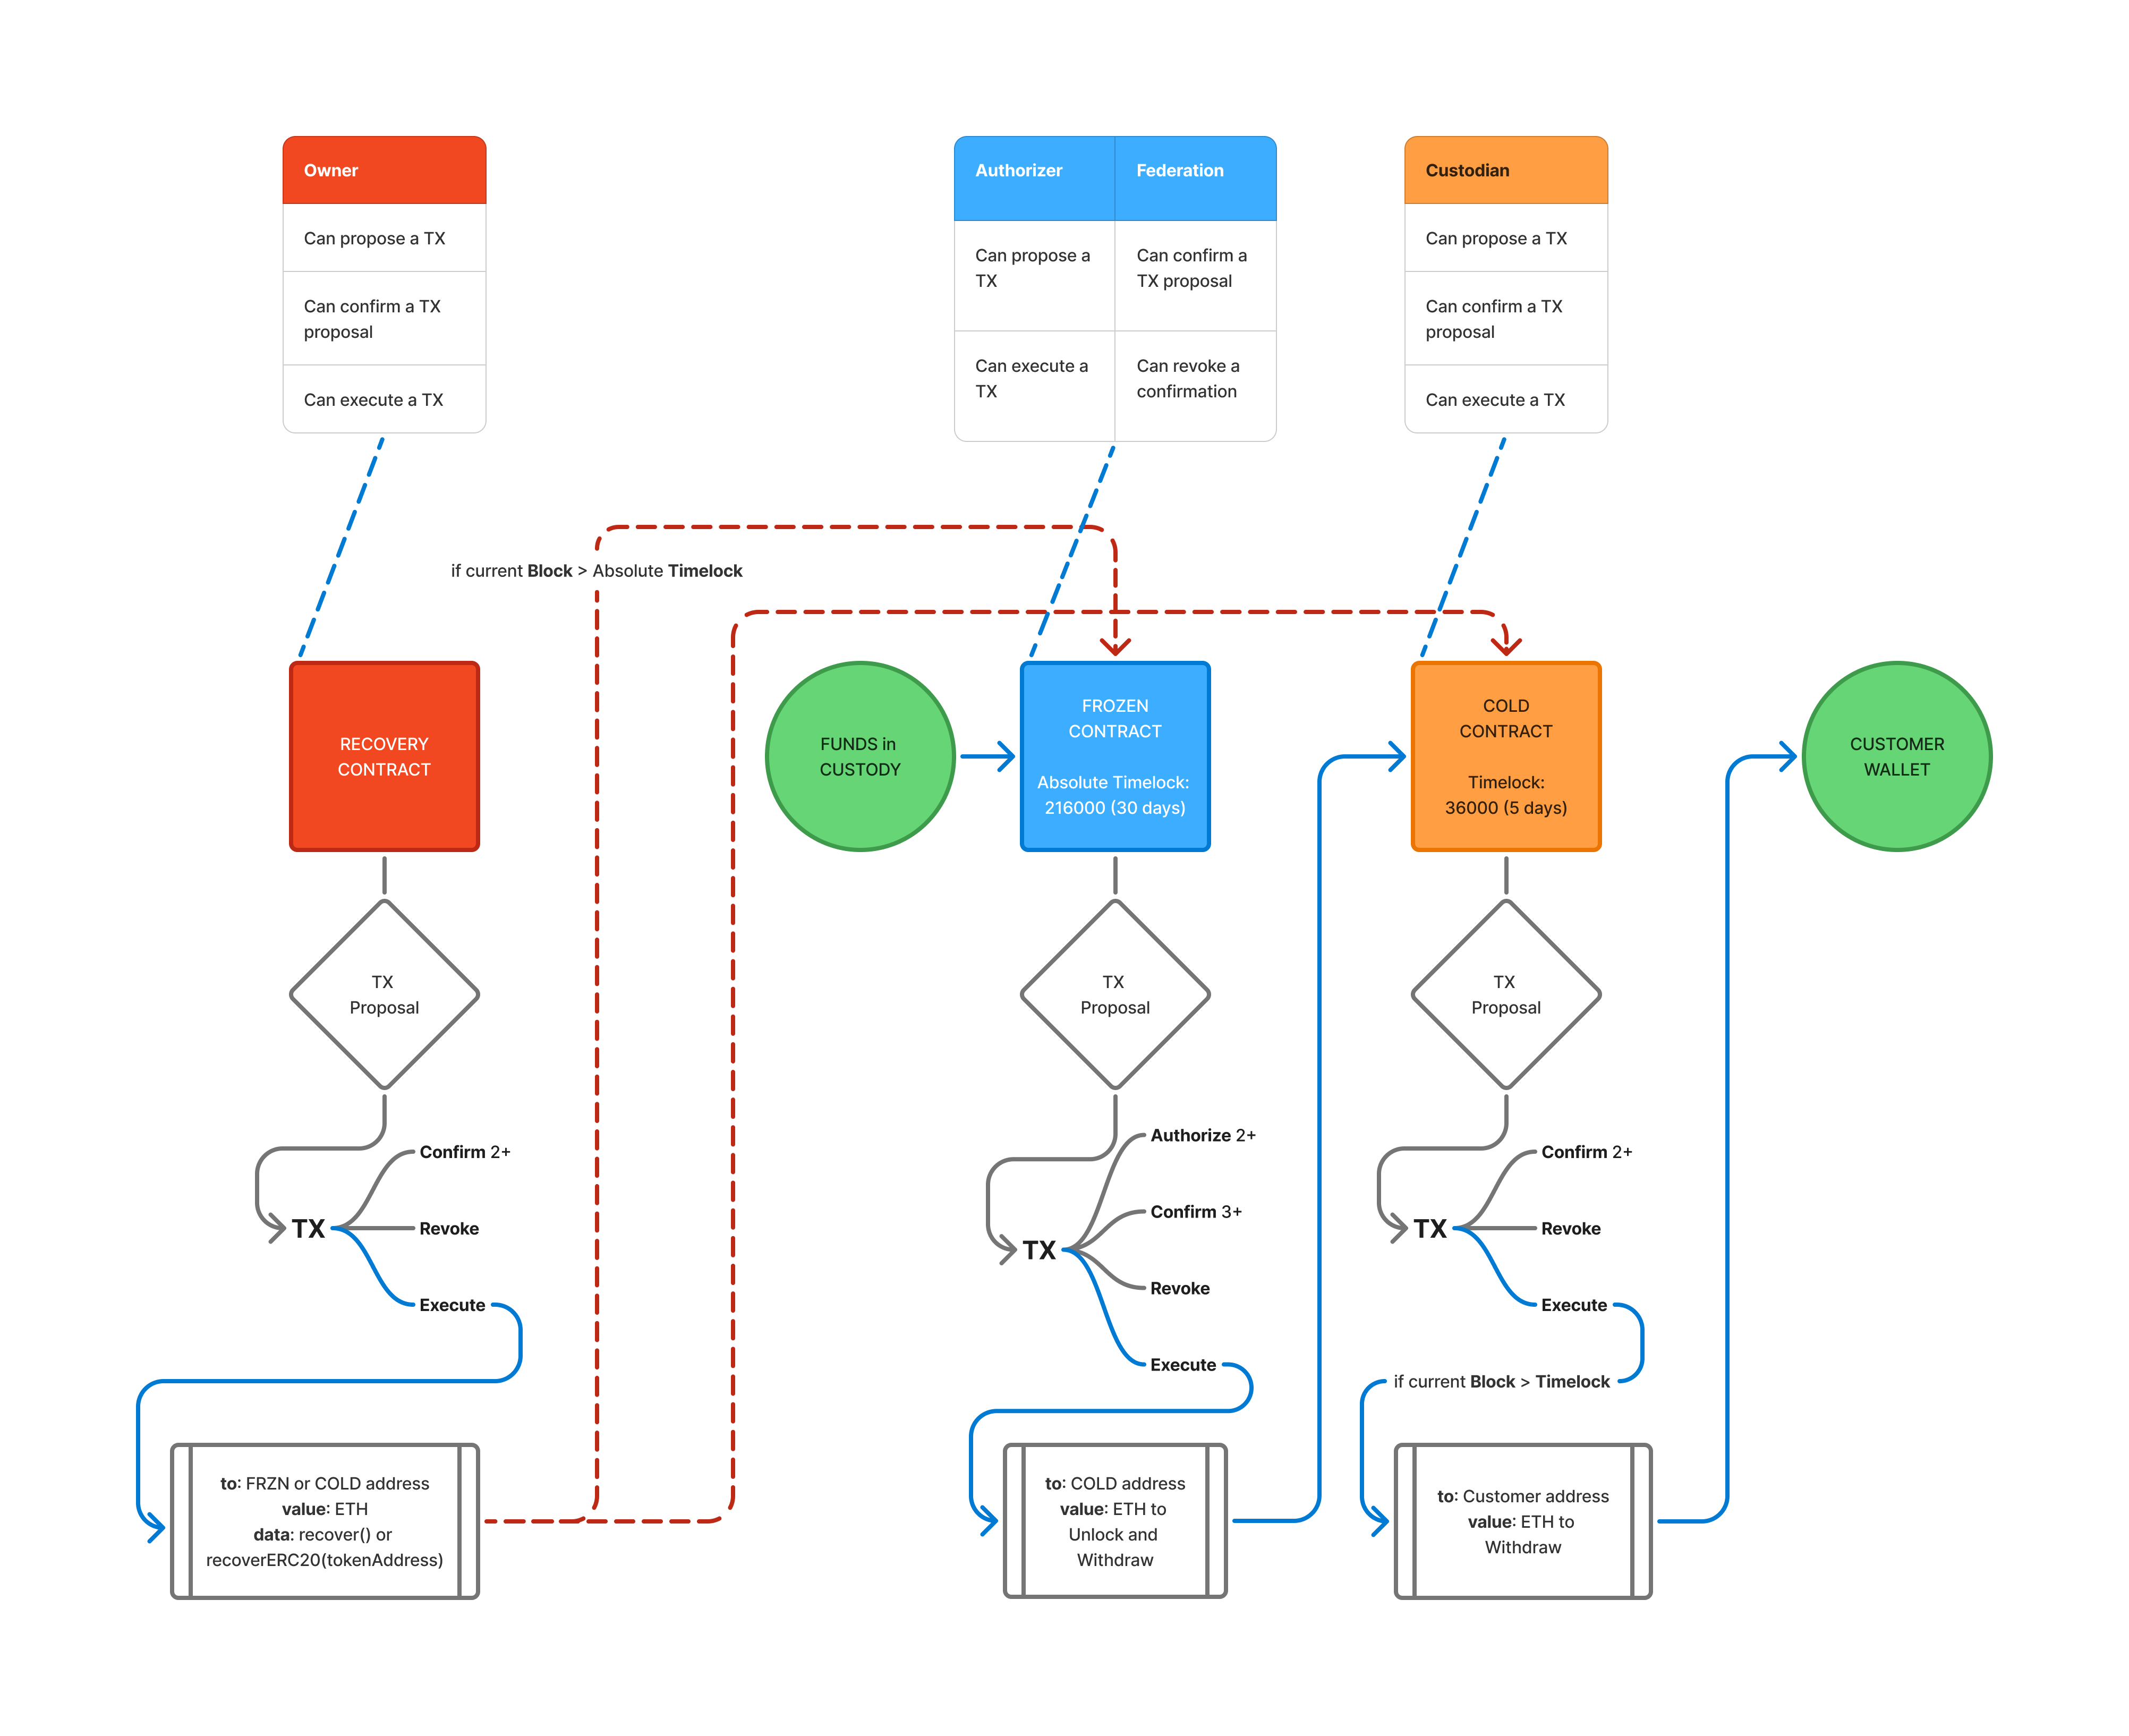 Owner
Can propose a TX
Can confirm a TX
proposal
Can execute a TX
Authorizer
Federation
Can propose a
TX
Can confirm a
TX proposal
Can execute a
TX
Can revoke a
confirmation
Custodian
Can propose a TX
Can confirm a TX
proposal
Can execute a TX
if current Block > Absolute Timelock
RECOVERY
CONTRACT
FUNDS in
CUSTODY
FROZEN
CONTRACT
Absolute Timelock:
216000 (30 days)
COLD
CONTRACT
Timelock:
36000 (5 days)
CUSTOMER
WALLET
TX
Proposal
Confirm 2+
TX
Revoke
Execute
to: FRZN or COLD address
value: ETH
data: recover() or
recoverERC20(tokenAddress)
TX
Proposal
Authorize 2+
Confirm 3+
TX
Revoke
Execute
to: COLD address
value: ETH to
Unlock and
Withdraw
TX
Proposal
Confirm 2+
TX
Revoke
Execute
if current Block > Timelock
to: Customer address
value: ETH to
Withdraw